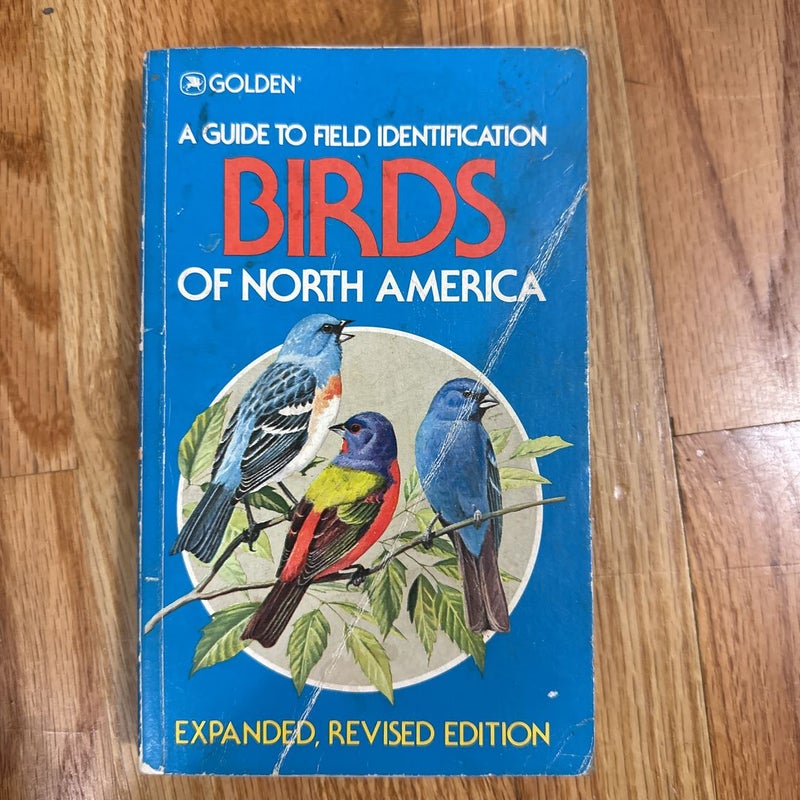 GOLDEN®
A GUIDE TO FIELD IDENTIFICATION
BIRDS
OF NORTH AMERICA
EXPANDED, REVISED EDITION